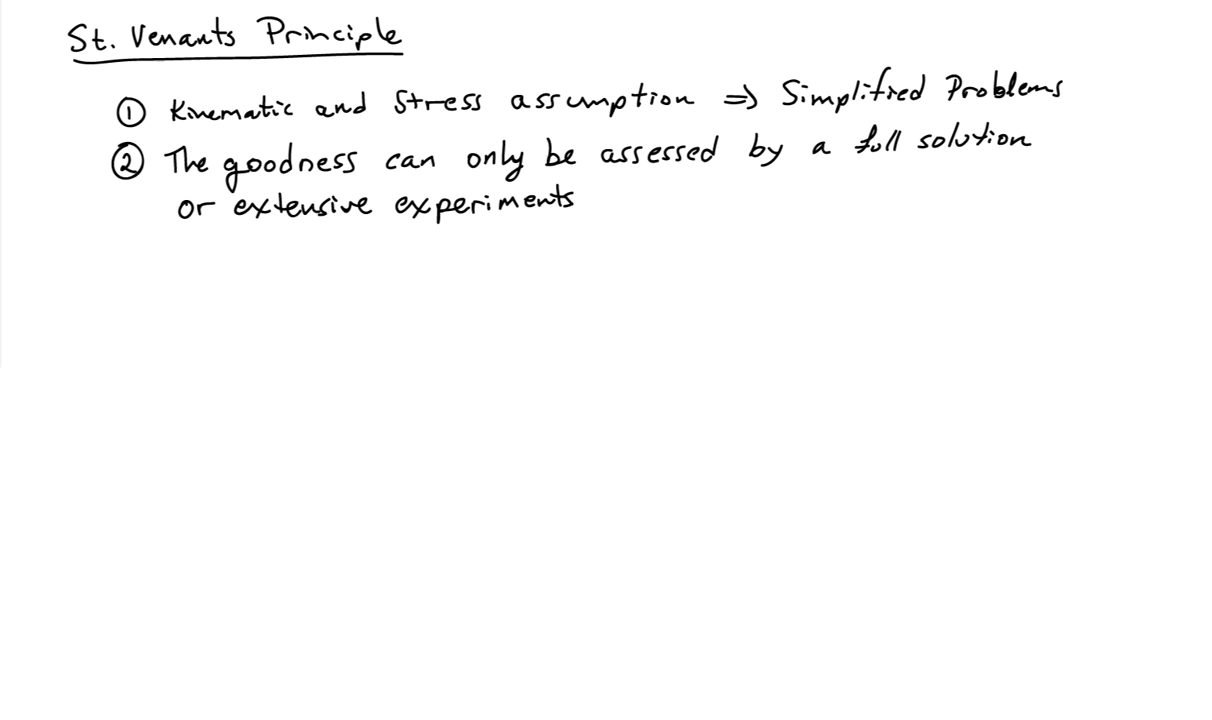 St. Venants Principle
① Kinematic and Stress assumption ⇒ Simplified Problems
② The goodness can only be assessed by a full solution
or extensive experiments